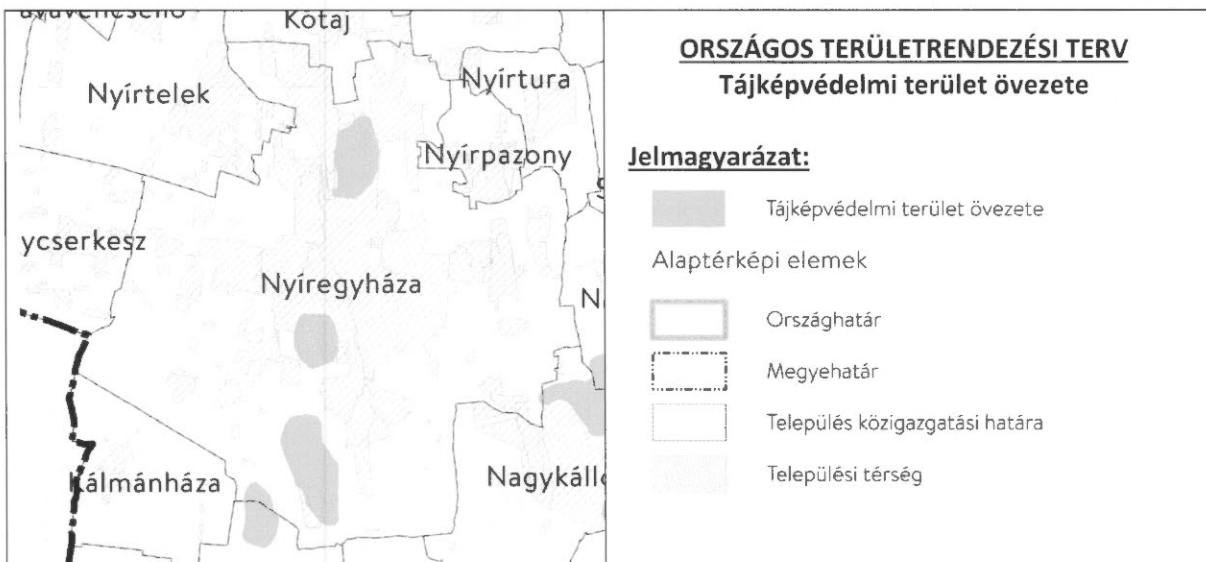 Kótaj
Nyírtelek
Nyírtura
Nyírpazony
ycserkesz
Nyíregyháza
N
Kálmánháza
Nagykáll
ORSZÁGOS TERÜLETRENDEZÉSI TERV
Tájképvédelmi terület övezete
Jelmagyarázat:
Tájképvédelmi terület övezete
Alaptérképi elemek
Országhatár
Megyehatár
Település közigazgatási határa
Települési térség